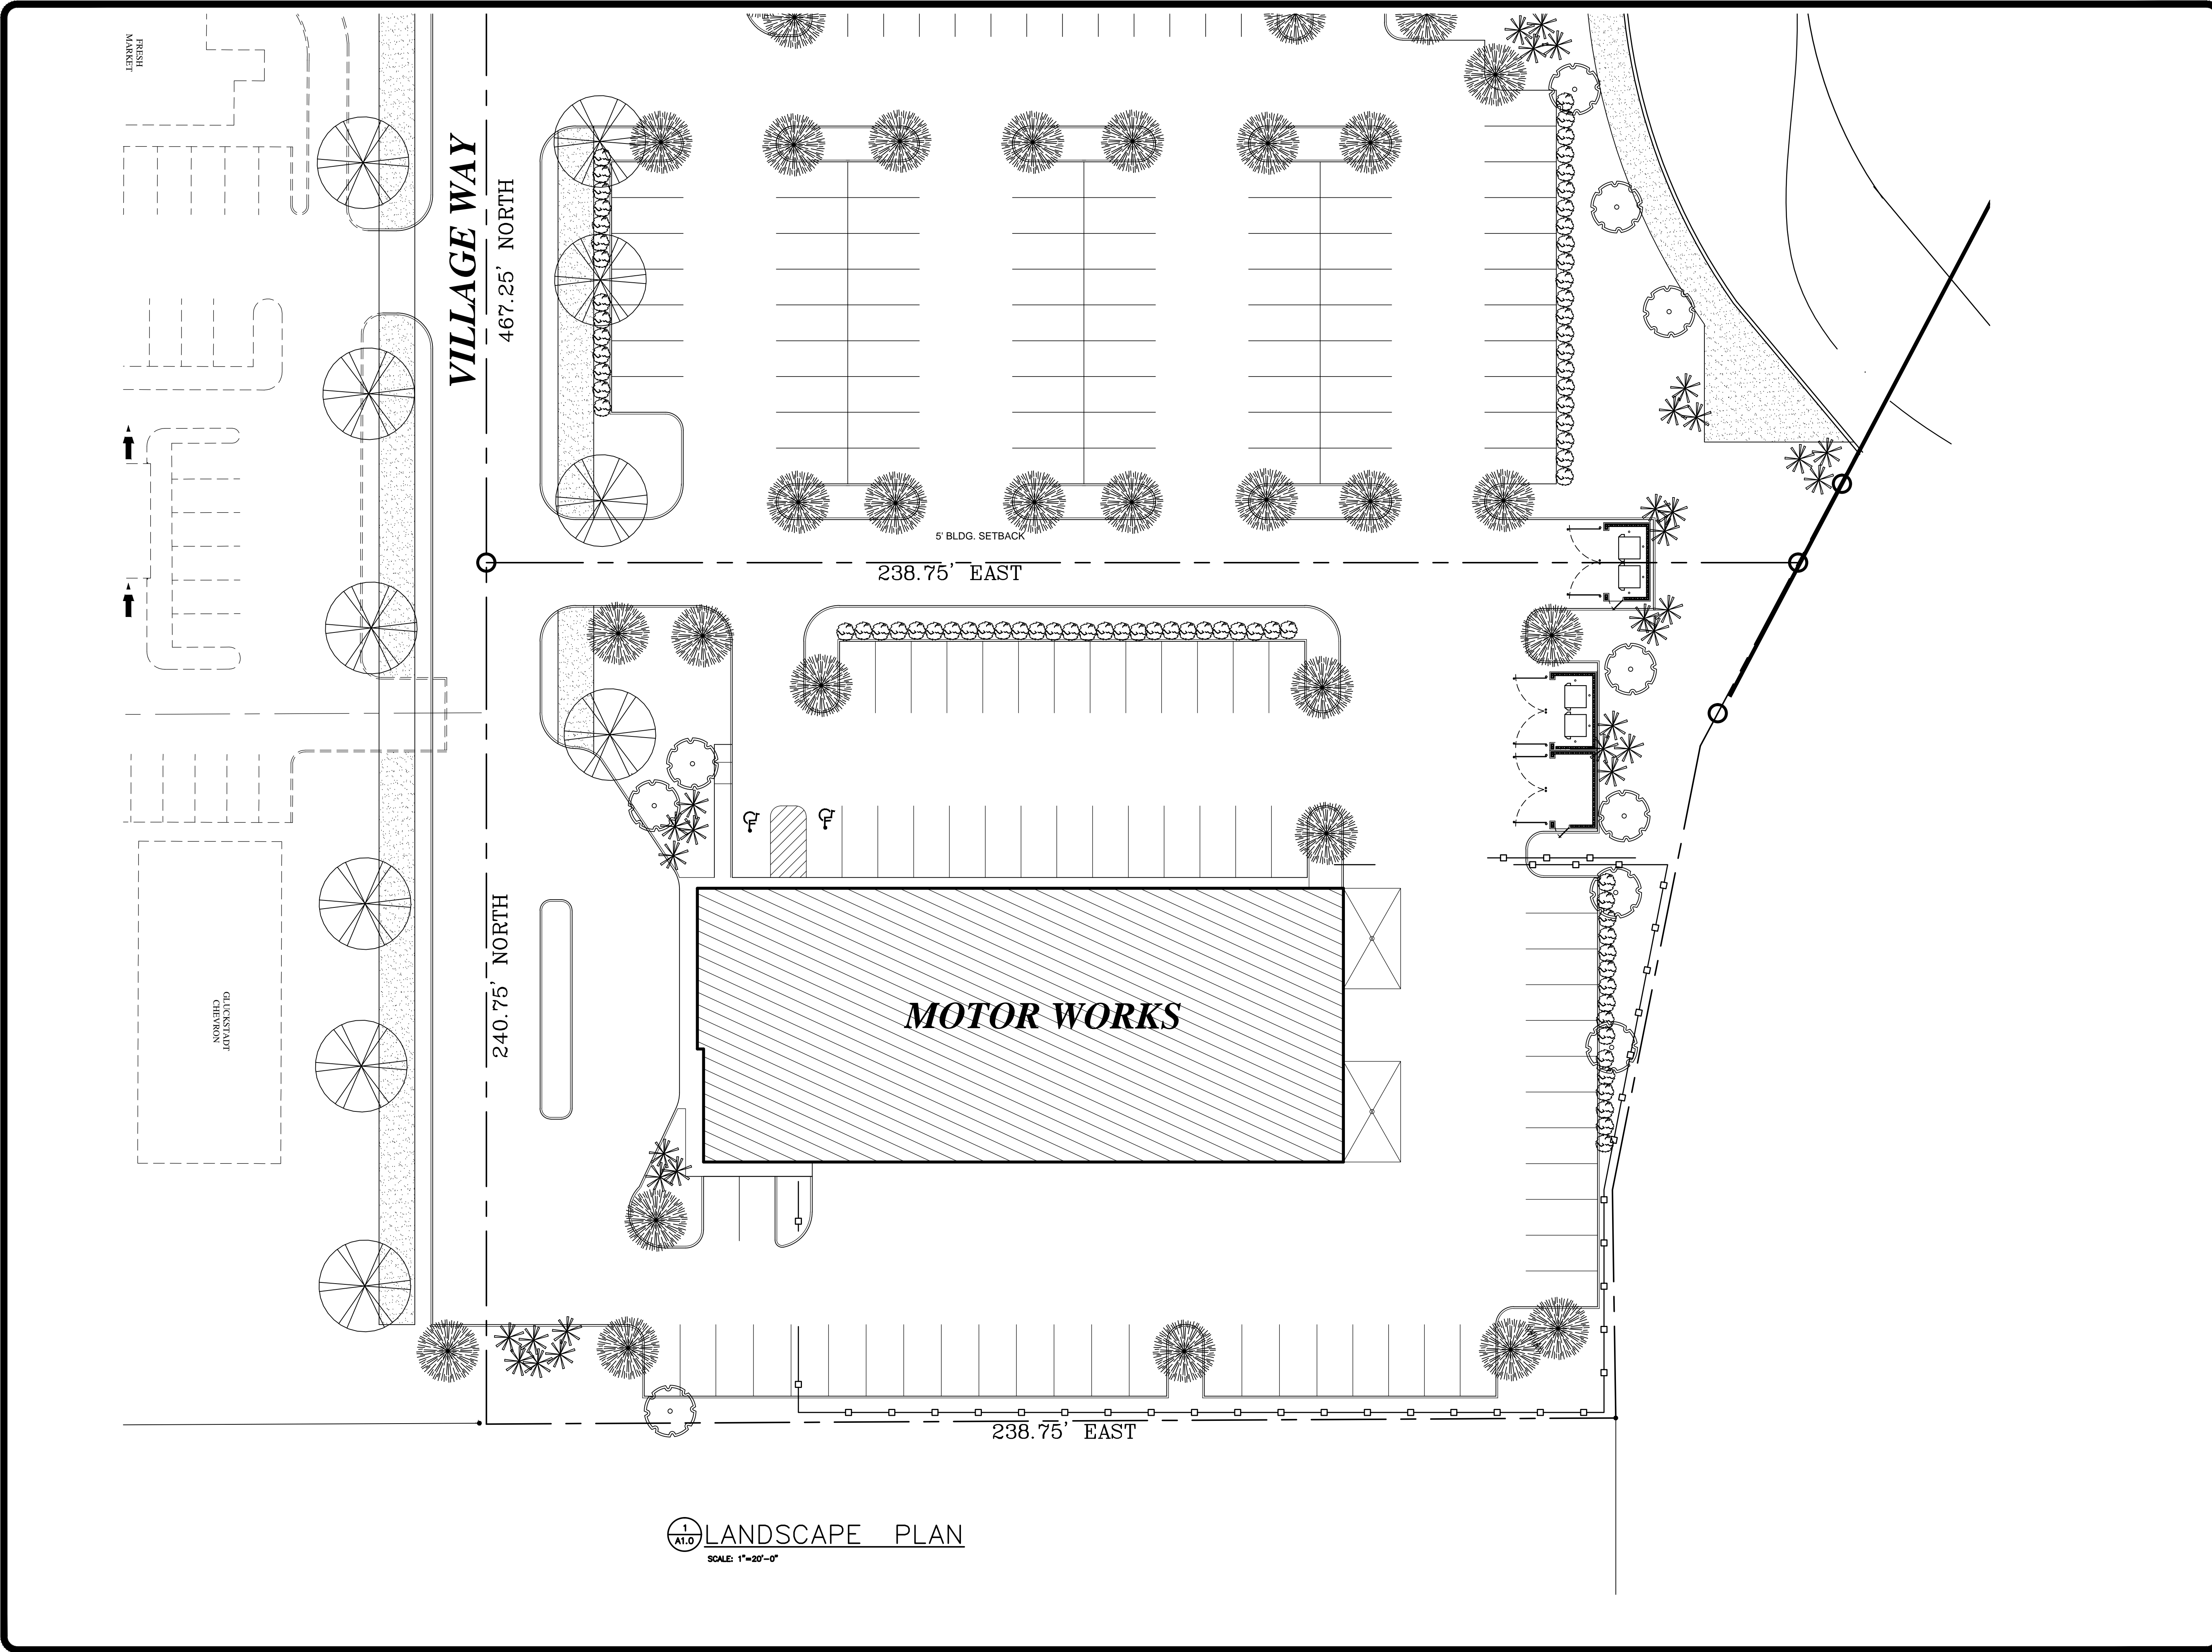 FRESH
MARKET
VILLAGE WAY
467.25' NORTH
5' BLDG. SETBACK
238.75' EAST
240.75' NORTH
GLUCKSTADT
CHEVRON
MOTOR WORKS
238.75' EAST
1
A1.0
LANDSCAPE PLAN
SCALE: 1"=20'-0"